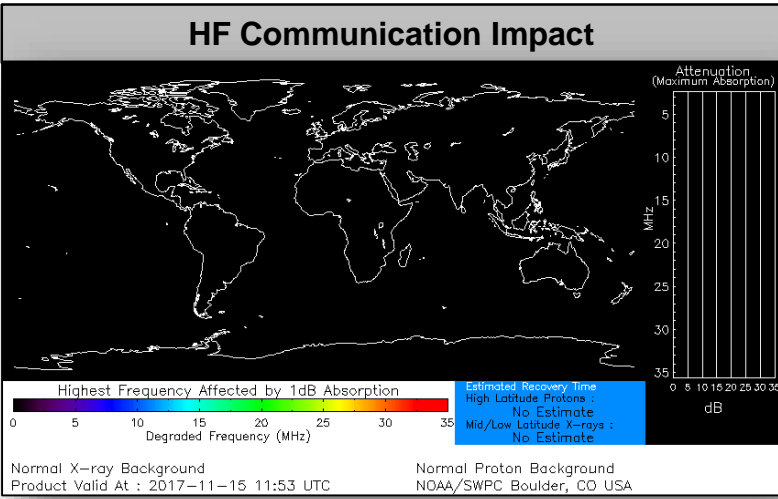 HF Communication Impact
Attenuation
(Maximum Absorption)
5
10
15
20
25
30
35
MHz
0 5 10 15 20 25 30 35
dB
Highest Frequency Affected by 1dB Absorption
0 5 10 15 20 25 30 35
Degraded Frequency (MHz)
Estimated Recovery Time
High Latitude Protons :
No Estimate
Mid/Low Latitude X-rays :
No Estimate
Normal X-ray Background
Normal Proton Background
Product Valid At : 2017-11-15 11:53 UTC
NOAA/SWPC Boulder, CO USA